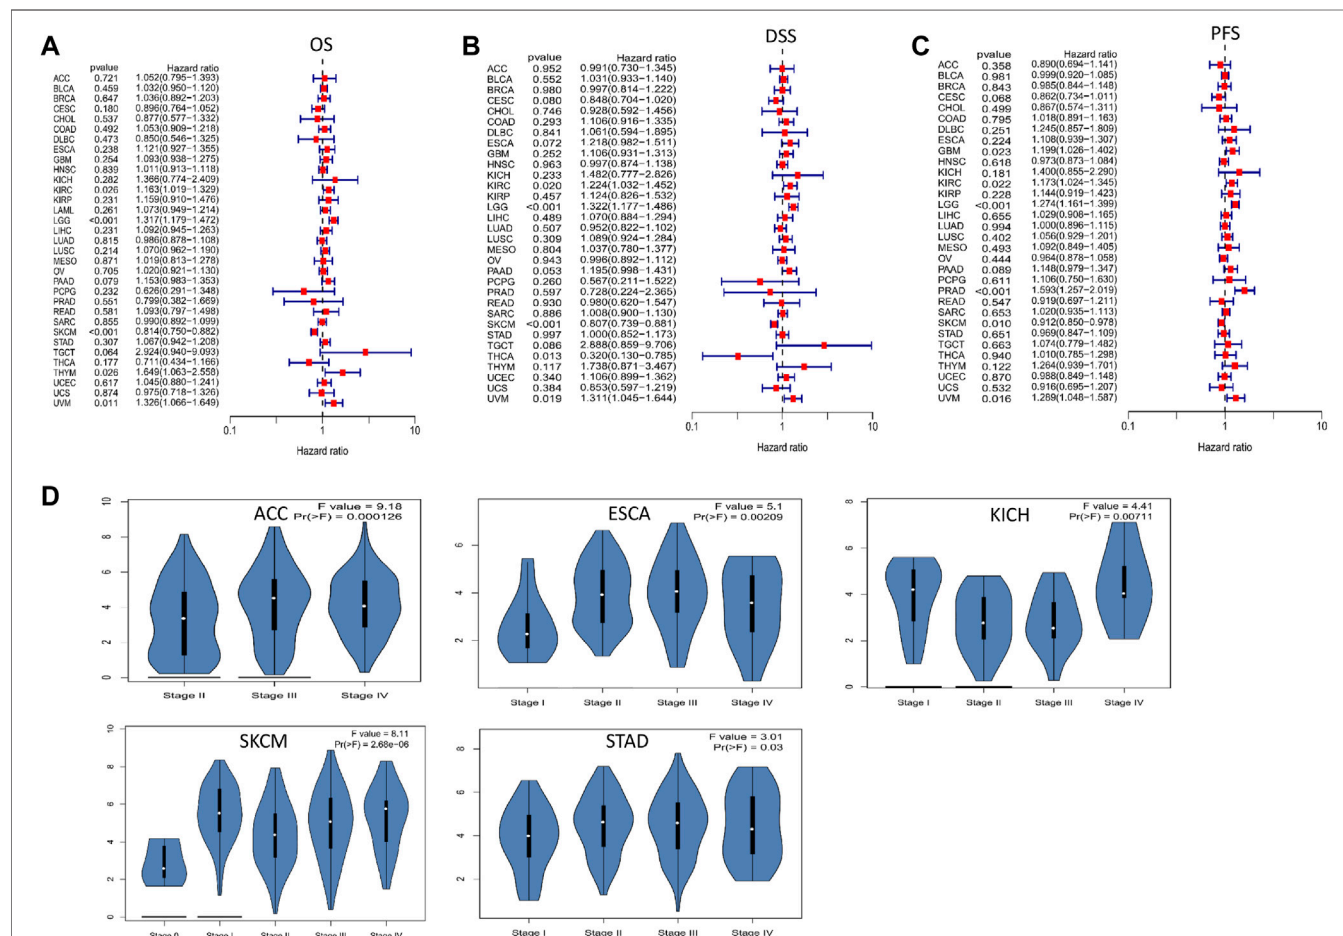 A
OS
pvalue Hazard ratio
ACC 0.721 1.052(0.795−1.393)
BLCA 0.459 1.032(0.950−1.120)
BRCA 0.647 1.036(0.892−1.203)
CESC 0.180 0.896(0.764−1.052)
CHOL 0.537 0.877(0.577−1.332)
COAD 0.492 1.053(0.909−1.218)
DLBC 0.473 0.850(0.546−1.325)
ESCA 0.238 1.121(0.927−1.355)
GBM 0.254 1.093(0.938−1.275)
HNSC 0.839 1.011(0.913−1.118)
KICH 0.282 1.366(0.774−2.409)
KIRC 0.026 1.163(1.019−1.329)
KIRP 0.231 1.159(0.910−1.476)
LAML 0.261 1.073(0.949−1.214)
LGG <0.001 1.317(1.179−1.472)
LIHC 0.231 1.092(0.945−1.263)
LUAD 0.815 0.986(0.878−1.108)
LUSC 0.214 1.070(0.962−1.190)
MESO 0.871 1.019(0.813−1.278)
OV 0.705 1.020(0.921−1.130)
PAAD 0.079 1.153(0.983−1.353)
PCPG 0.232 0.626(0.291−1.348)
PRAD 0.551 0.799(0.382−1.669)
READ 0.581 1.093(0.797−1.498)
SARC 0.855 0.990(0.892−1.099)
SKCM <0.001 0.814(0.750−0.882)
STAD 0.307 1.067(0.942−1.208)
TGCT 0.064 2.924(0.940−9.093)
THCA 0.177 0.711(0.434−1.166)
THYM 0.026 1.649(1.063−2.558)
UCEC 0.617 1.045(0.880−1.241)
UCS 0.874 0.975(0.718−1.326)
UVM 0.011 1.326(1.066−1.649)
0.1 1 10
Hazard ratio
B
DSS
pvalue Hazard ratio
ACC 0.952 0.991(0.730−1.345)
BLCA 0.552 1.031(0.933−1.140)
BRCA 0.980 0.997(0.814−1.222)
CESC 0.080 0.848(0.704−1.020)
CHOL 0.746 0.928(0.592−1.456)
COAD 0.293 1.106(0.916−1.335)
DLBC 0.841 1.061(0.594−1.895)
ESCA 0.072 1.218(0.982−1.511)
GBM 0.252 1.106(0.931−1.313)
HNSC 0.963 0.997(0.874−1.138)
KICH 0.233 1.482(0.777−2.826)
KIRC 0.020 1.224(1.032−1.452)
KIRP 0.457 1.124(0.826−1.532)
LGG <0.001 1.322(1.177−1.486)
LIHC 0.489 1.070(0.884−1.294)
LUAD 0.507 0.952(0.822−1.102)
LUSC 0.309 1.089(0.924−1.284)
MESO 0.804 1.037(0.780−1.377)
OV 0.943 0.996(0.892−1.112)
PAAD 0.053 1.195(0.998−1.431)
PCPG 0.260 0.567(0.211−1.522)
PRAD 0.597 0.728(0.224−2.365)
READ 0.930 0.980(0.620−1.547)
SARC 0.886 1.008(0.900−1.130)
SKCM <0.001 0.807(0.739−0.881)
STAD 0.997 1.000(0.852−1.173)
TGCT 0.086 2.888(0.859−9.706)
THCA 0.013 0.320(0.130−0.785)
THYM 0.117 1.738(0.871−3.467)
UCEC 0.340 1.106(0.899−1.362)
UCS 0.384 0.853(0.597−1.219)
UVM 0.019 1.311(1.045−1.644)
0.1 1 10
Hazard ratio
C
PFS
pvalue Hazard ratio
ACC 0.358 0.890(0.694−1.141)
BLCA 0.981 0.999(0.920−1.085)
BRCA 0.843 0.985(0.844−1.148)
CESC 0.068 0.862(0.734−1.011)
CHOL 0.499 0.867(0.574−1.311)
COAD 0.795 1.018(0.891−1.163)
DLBC 0.251 1.245(0.857−1.809)
ESCA 0.224 1.108(0.939−1.307)
GBM 0.023 1.199(1.026−1.402)
HNSC 0.618 0.973(0.873−1.084)
KICH 0.181 1.400(0.855−2.290)
KIRC 0.022 1.173(1.024−1.345)
KIRP 0.228 1.144(0.919−1.423)
LGG <0.001 1.274(1.161−1.399)
LIHC 0.655 1.029(0.908−1.165)
LUAD 0.994 1.000(0.896−1.115)
LUSC 0.402 1.056(0.929−1.201)
MESO 0.493 1.092(0.849−1.405)
OV 0.444 0.964(0.878−1.058)
PAAD 0.089 1.148(0.979−1.347)
PCPG 0.611 1.106(0.750−1.630)
PRAD <0.001 1.593(1.257−2.019)
READ 0.547 0.919(0.697−1.211)
SARC 0.653 1.020(0.935−1.113)
SKCM 0.010 0.912(0.850−0.978)
STAD 0.651 0.969(0.847−1.109)
TGCT 0.663 1.074(0.779−1.482)
THCA 0.940 1.010(0.785−1.298)
THYM 0.122 1.264(0.939−1.701)
UCEC 0.870 0.988(0.849−1.148)
UCS 0.532 0.916(0.695−1.207)
UVM 0.016 1.289(1.048−1.587)
0.1 1 10
Hazard ratio
D
ACC
F value = 9.18
Pr(>F) = 0.000126
10
8
6
4
2
0
Stage II Stage III Stage IV
ESCA
F value = 5.1
Pr(>F) = 0.00209
6
4
2
Stage I Stage II Stage III Stage IV
KICH
F value = 4.41
Pr(>F) = 0.00711
8
6
4
2
0
Stage I Stage II Stage III Stage IV
SKCM
F value = 8.11
Pr(>F) = 2.68e−06
10
8
6
4
2
0
Stage 0 Stage I Stage II Stage III Stage IV
STAD
F value = 3.01
Pr(>F) = 0.03
8
6
4
2
Stage I Stage II Stage III Stage IV